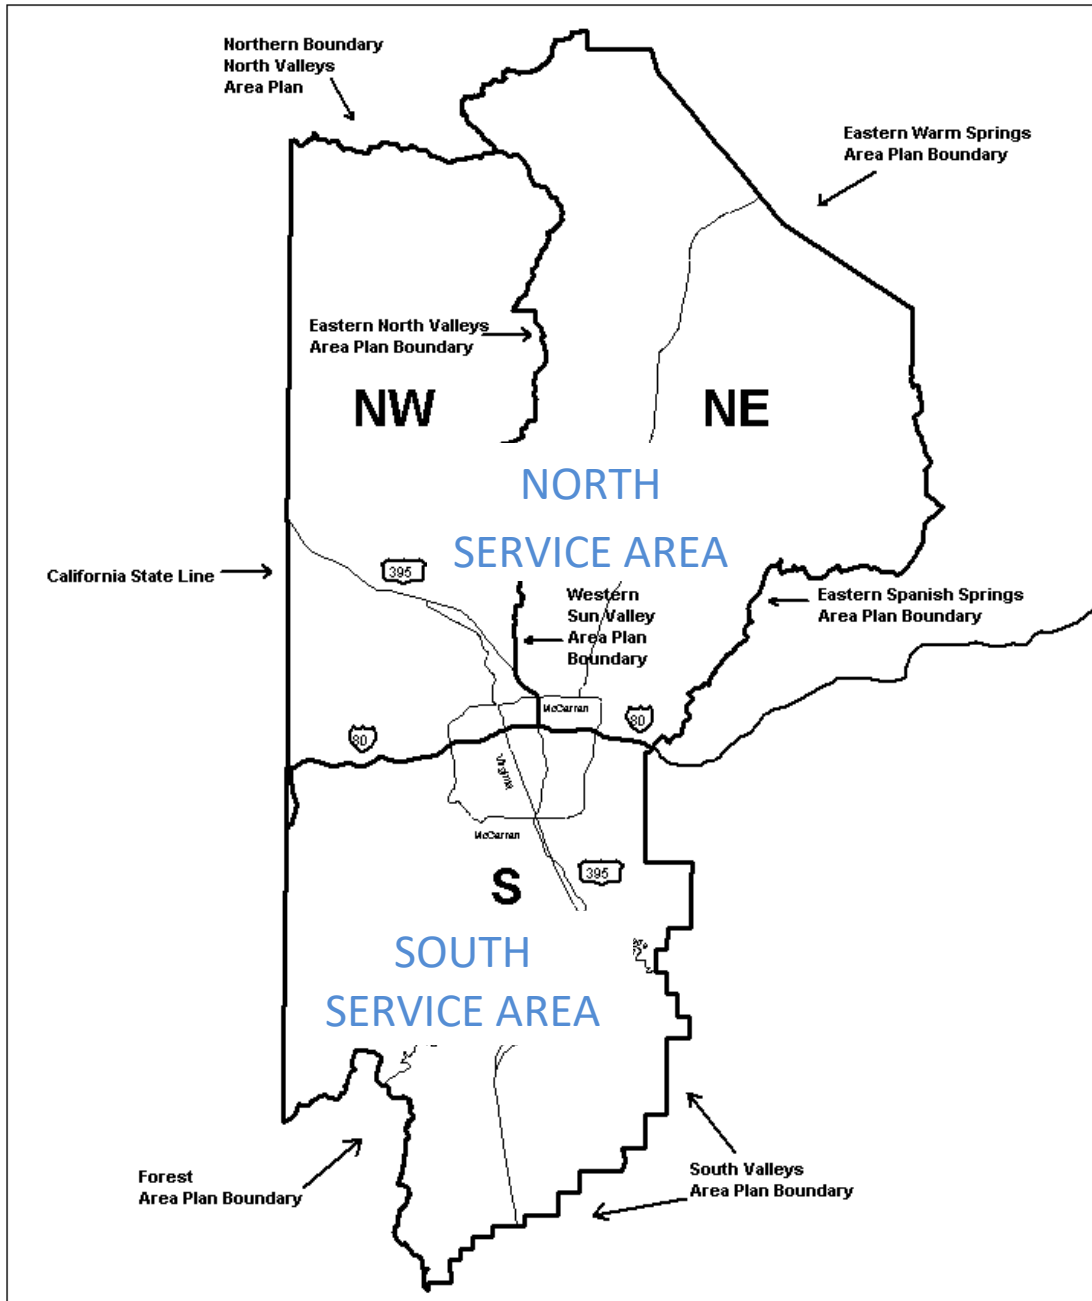 Northern Boundary
North Valleys
Area Plan
Eastern Warm Springs
Area Plan Boundary
Eastern North Valleys
Area Plan Boundary
NW
NE
NORTH
SERVICE AREA
395
California State Line
Western
Sun Valley
Area Plan
Boundary
Eastern Spanish Springs
Area Plan Boundary
McCarran
80
80
Virginia
McCarran
395
S
SOUTH
SERVICE AREA
Forest
Area Plan Boundary
South Valleys
Area Plan Boundary